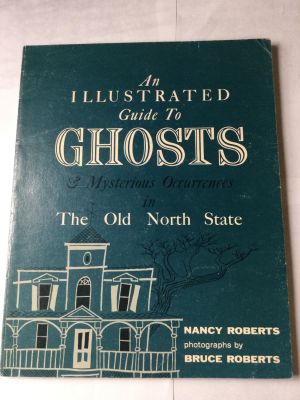 An
ILLUSTRATED
Guide To
GHOSTS
& Mysterious Occurrences
in
The Old North State
NANCY ROBERTS
photographs by
BRUCE ROBERTS